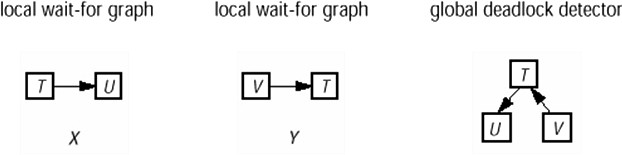 local wait-for graph
local wait-for graph
global deadlock detector
T U
V T
T
U V
X
Y